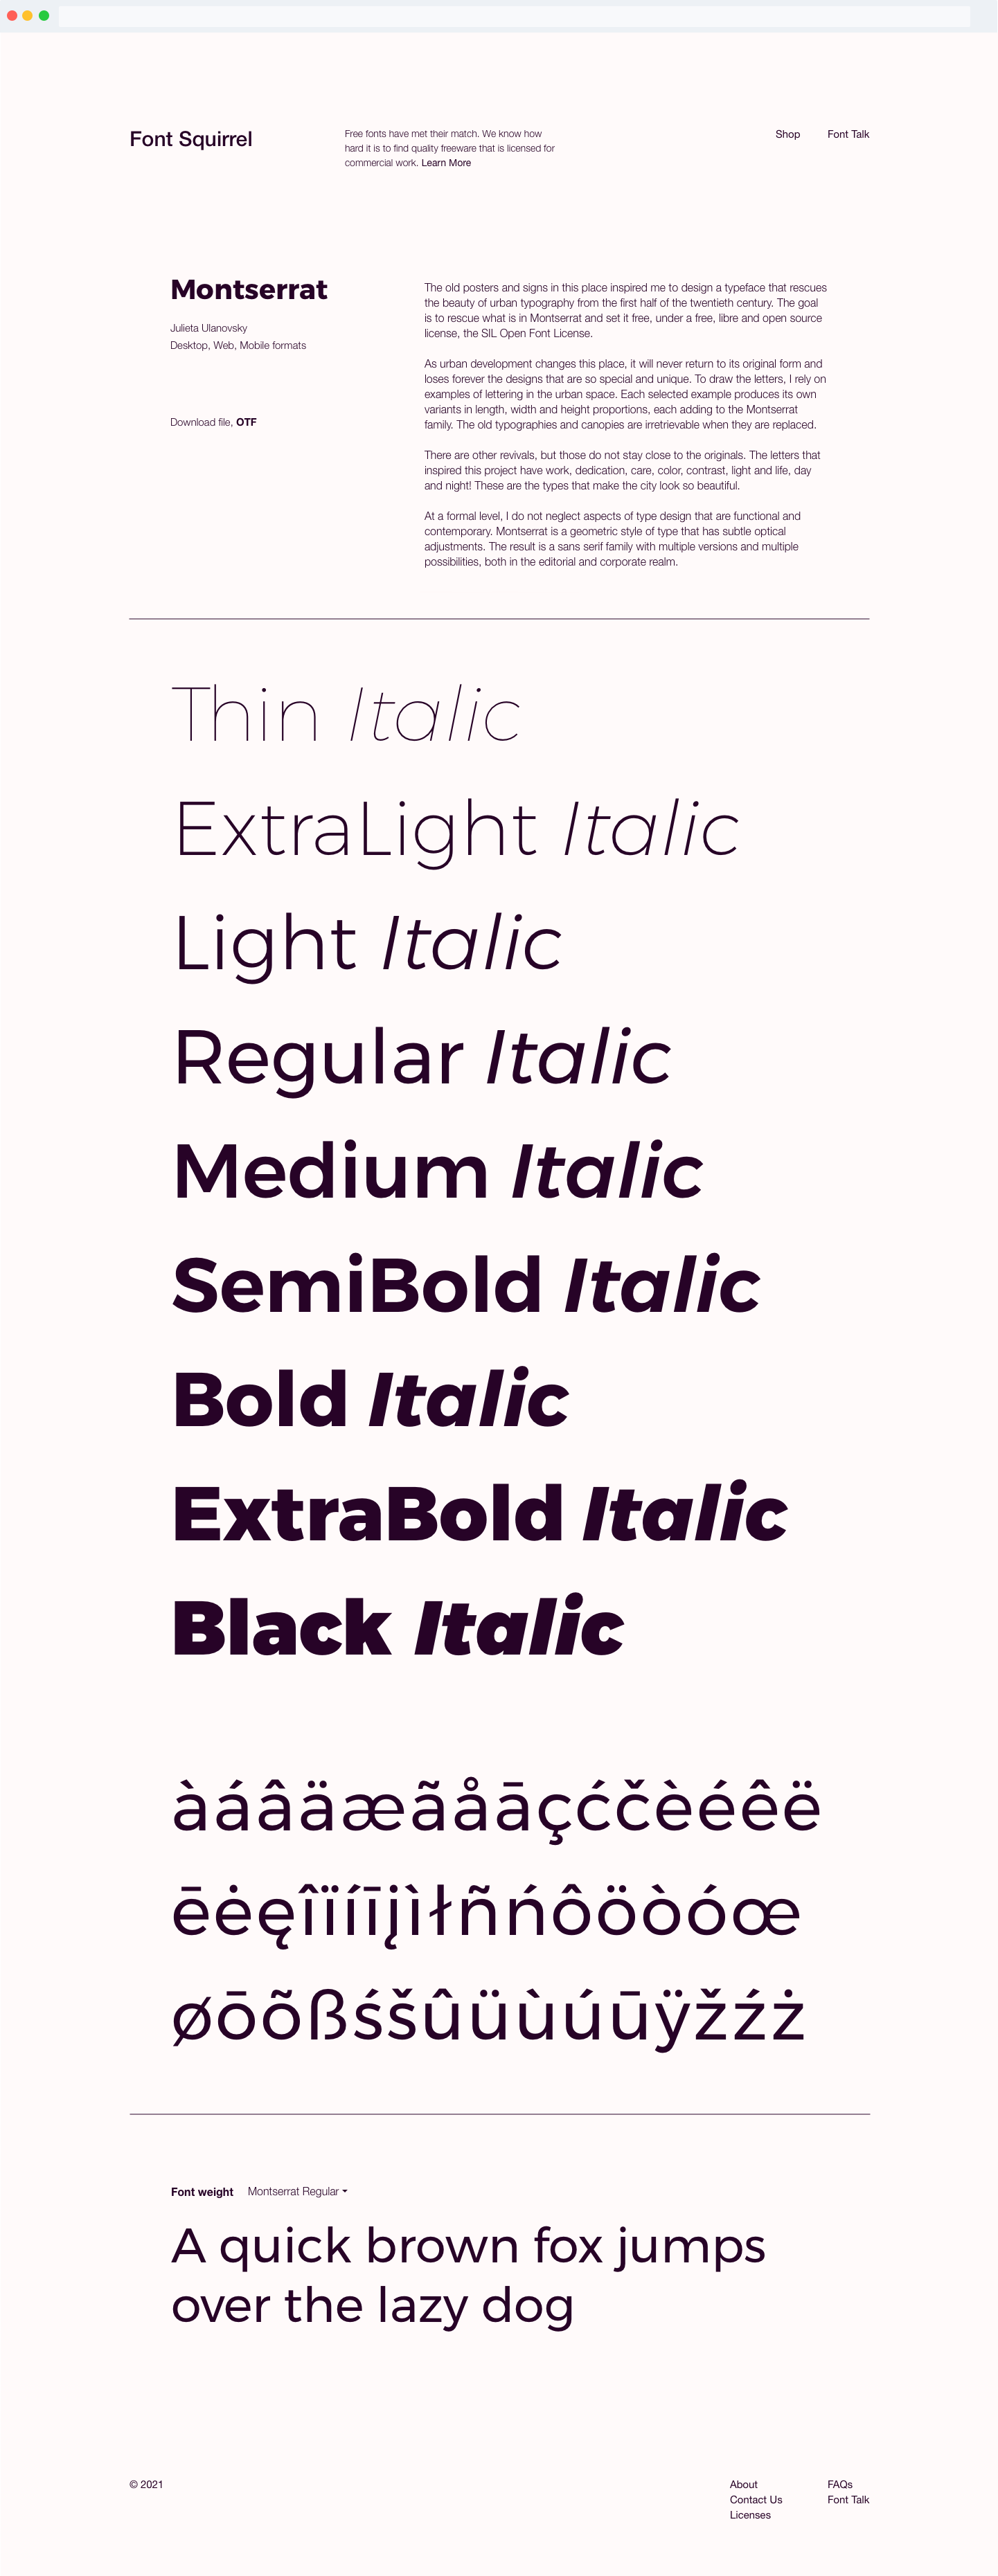 Font Squirrel
Free fonts have met their match. We know how
hard it is to find quality freeware that is licensed for
commercial work. Learn More
Shop Font Talk
Montserrat
Julieta Ulanovsky
Desktop, Web, Mobile formats
Download file, OTF
The old posters and signs in this place inspired me to design a typeface that rescues
the beauty of urban typography from the first half of the twentieth century. The goal
is to rescue what is in Montserrat and set it free, under a free, libre and open source
license, the SIL Open Font License.
As urban development changes this place, it will never return to its original form and
loses forever the designs that are so special and unique. To draw the letters, I rely on
examples of lettering in the urban space. Each selected example produces its own
variants in length, width and height proportions, each adding to the Montserrat
family. The old typographies and canopies are irretrievable when they are replaced.
There are other revivals, but those do not stay close to the originals. The letters that
inspired this project have work, dedication, care, color, contrast, light and life, day
and night! These are the types that make the city look so beautiful.
At a formal level, I do not neglect aspects of type design that are functional and
contemporary. Montserrat is a geometric style of type that has subtle optical
adjustments. The result is a sans serif family with multiple versions and multiple
possibilities, both in the editorial and corporate realm.
Thin Italic
ExtraLight Italic
Light Italic
Regular Italic
Medium Italic
SemiBold Italic
Bold Italic
ExtraBold Italic
Black Italic
àáâäæãåāçćčèéêë
ēėęîïíīįìłñńôöòóœ
øōõßśšûüùúūÿžźż
Font weight Montserrat Regular
A quick brown fox jumps
over the lazy dog
© 2021
About
Contact Us
Licenses
FAQs
Font Talk